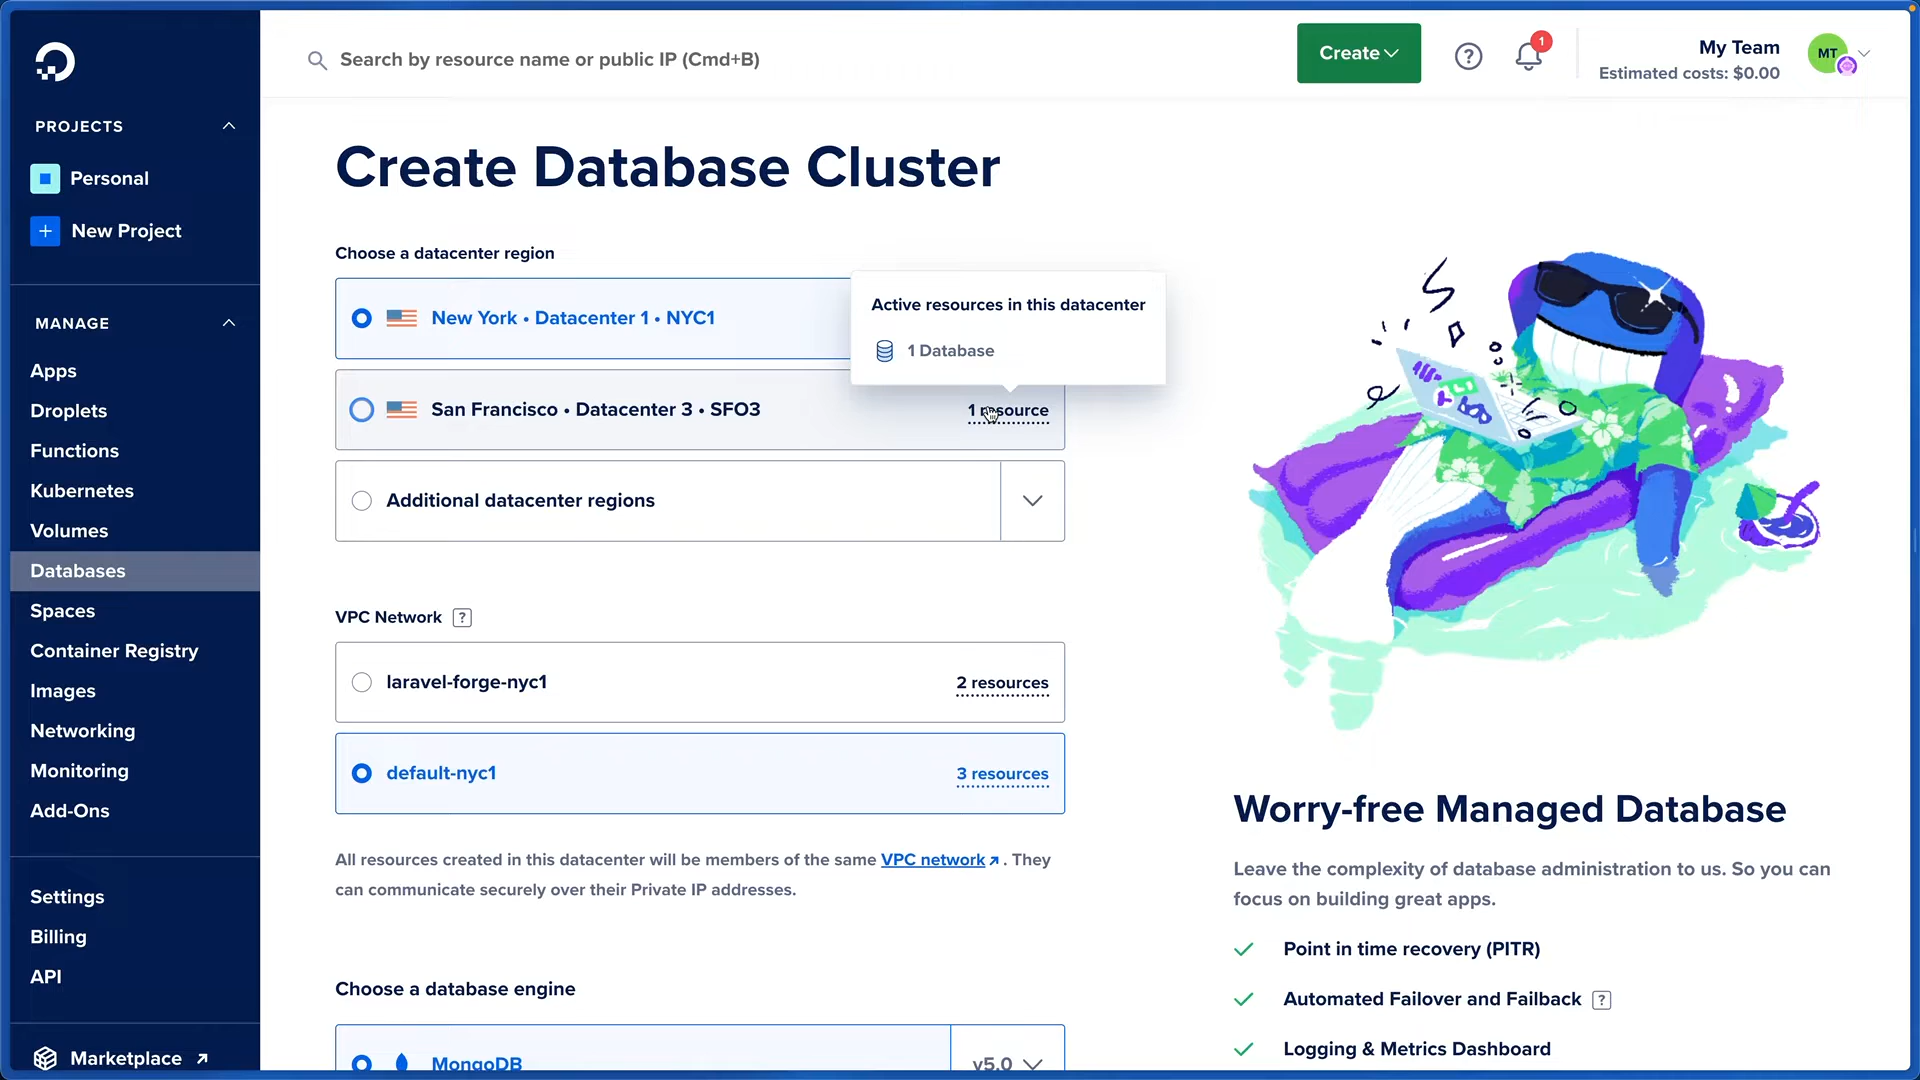 Search by resource name or public IP (Cmd+B)
Create
1
My Team
Estimated costs: $0.00
MT
PROJECTS
Personal
New Project
MANAGE
Apps
Droplets
Functions
Kubernetes
Volumes
Databases
Spaces
Container Registry
Images
Networking
Monitoring
Add-Ons
Settings
Billing
API
Marketplace
Create Database Cluster
Choose a datacenter region
New York • Datacenter 1 • NYC1
Active resources in this datacenter
1 Database
San Francisco • Datacenter 3 • SFO3
1 resource
Additional datacenter regions
VPC Network ?
laravel-forge-nyc1
2 resources
default-nyc1
3 resources
All resources created in this datacenter will be members of the same VPC network. They
can communicate securely over their Private IP addresses.
Choose a database engine
MongoDB
v5.0
Worry-free Managed Database
Leave the complexity of database administration to us. So you can
focus on building great apps.
Point in time recovery (PITR)
Automated Failover and Failback ?
Logging & Metrics Dashboard